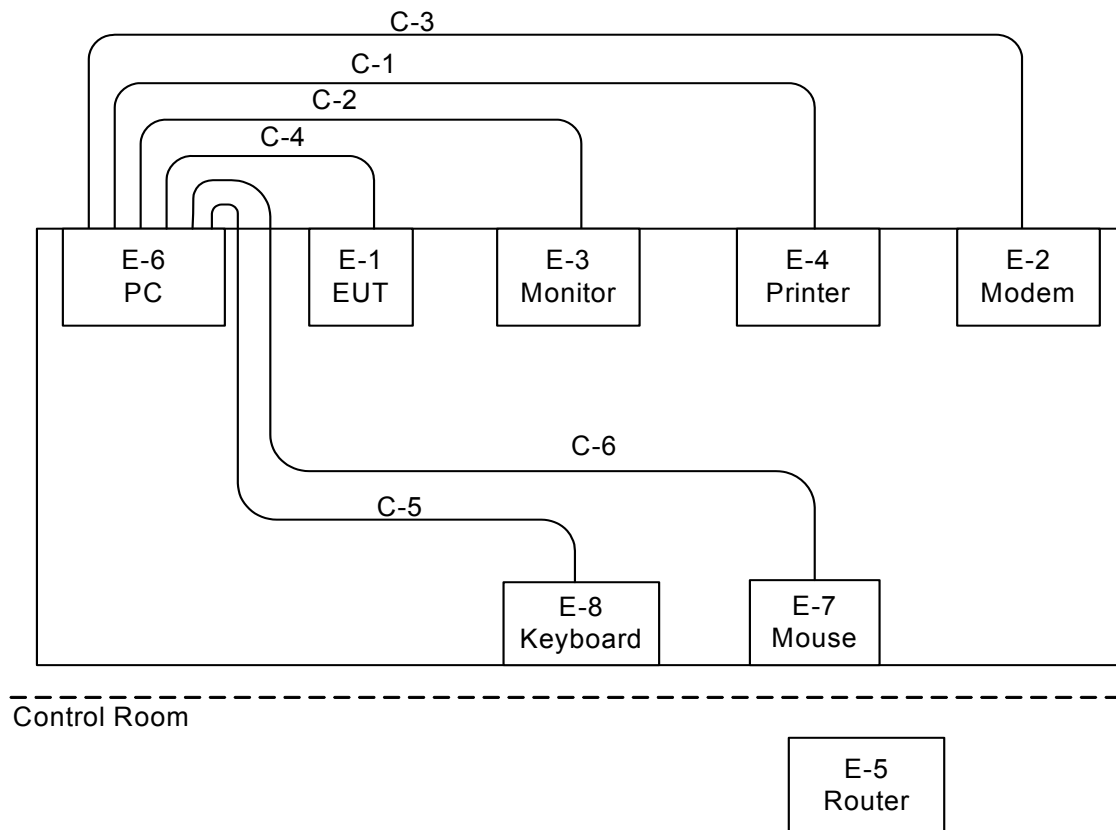 C-3
C-1
C-2
C-4
E-6
PC
E-1
EUT
E-3
Monitor
E-4
Printer
E-2
Modem
C-6
C-5
E-8
Keyboard
E-7
Mouse
Control Room
E-5
Router